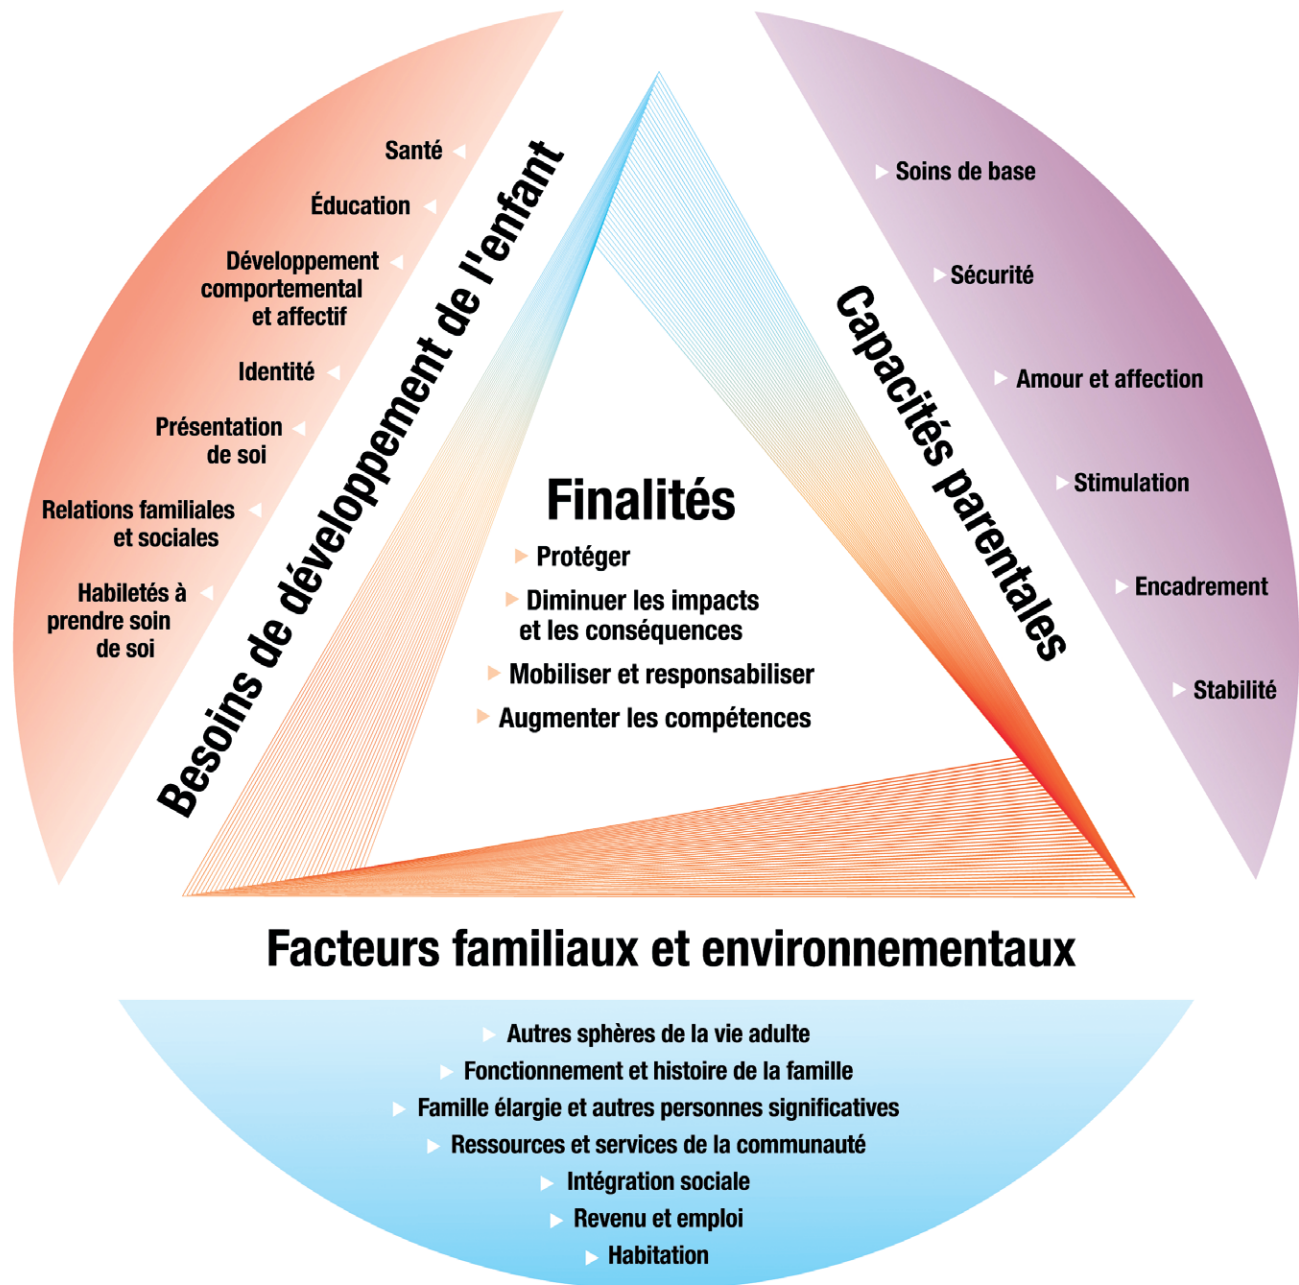 Besoins de développement de l'enfant
Santé
Éducation
Développement
comportemental
et affectif
Identité
Présentation
de soi
Relations familiales
et sociales
Habiletés à
prendre soin
de soi
Capacités parentales
Soins de base
Sécurité
Amour et affection
Stimulation
Encadrement
Stabilité
Finalités
Protéger
Diminuer les impacts
et les conséquences
Mobiliser et responsabiliser
Augmenter les compétences
Facteurs familiaux et environnementaux
Autres sphères de la vie adulte
Fonctionnement et histoire de la famille
Famille élargie et autres personnes significatives
Ressources et services de la communauté
Intégration sociale
Revenu et emploi
Habitation